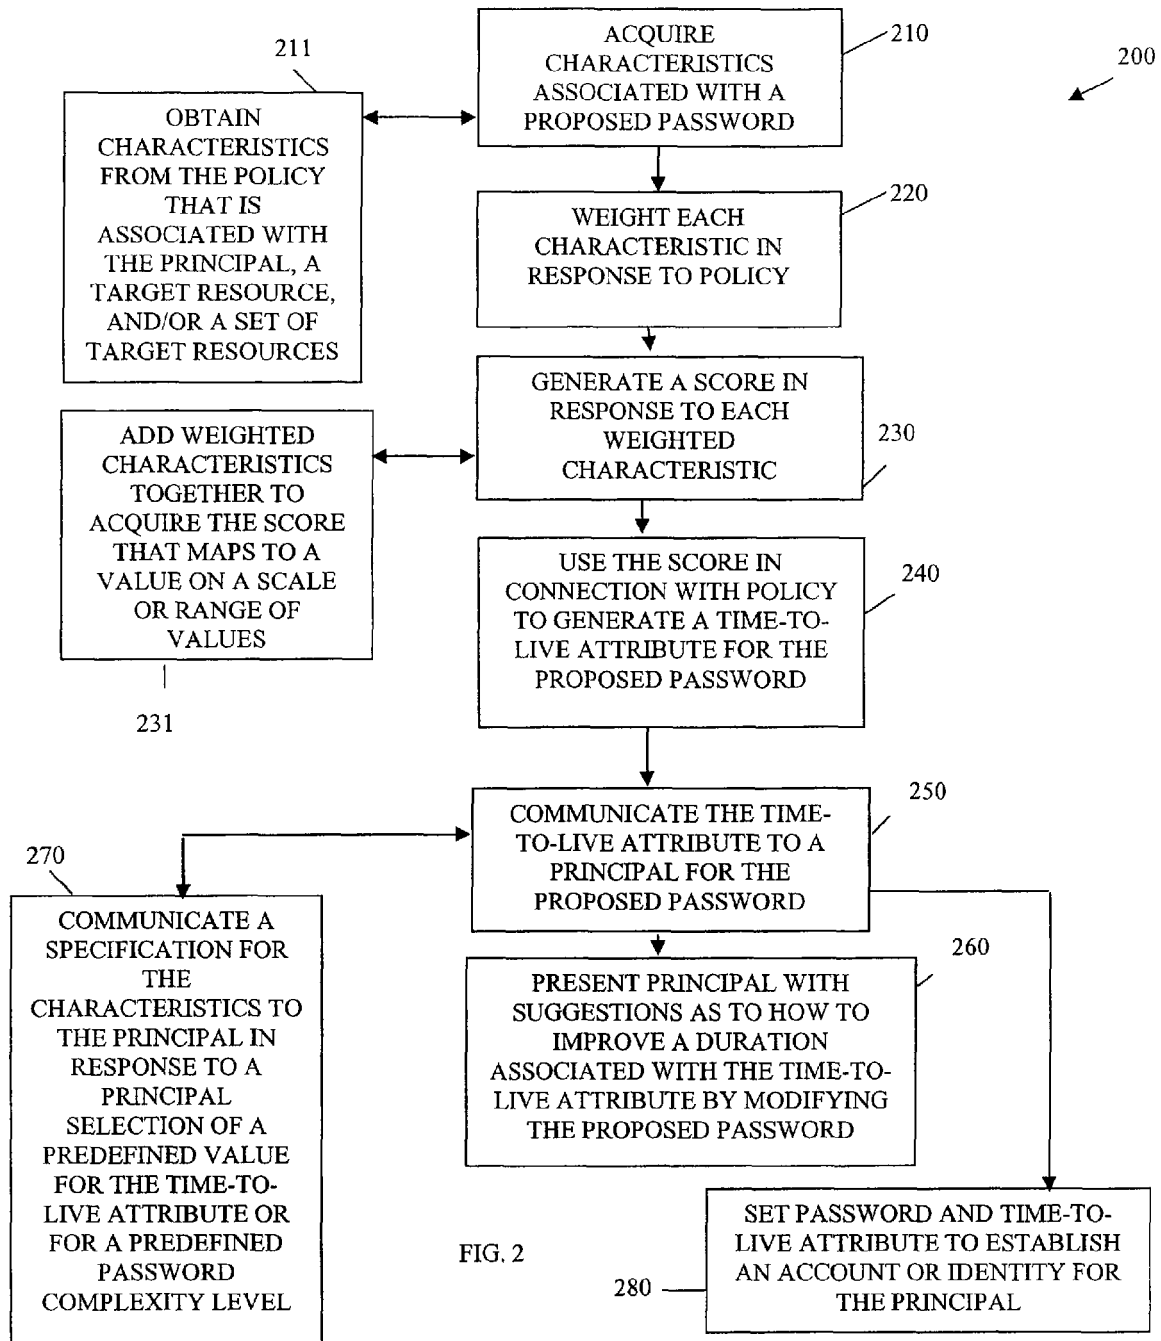 ACQUIRE
CHARACTERISTICS
ASSOCIATED WITH A
PROPOSED PASSWORD
210
200
211
OBTAIN
CHARACTERISTICS
FROM THE POLICY
THAT IS
ASSOCIATED WITH
THE PRINCIPAL, A
TARGET RESOURCE,
AND/OR A SET OF
TARGET RESOURCES
WEIGHT EACH
CHARACTERISTIC IN
RESPONSE TO POLICY
220
GENERATE A SCORE IN
RESPONSE TO EACH
WEIGHTED
CHARACTERISTIC
230
ADD WEIGHTED
CHARACTERISTICS
TOGETHER TO
ACQUIRE THE SCORE
THAT MAPS TO A
VALUE ON A SCALE
OR RANGE OF
VALUES
231
USE THE SCORE IN
CONNECTION WITH POLICY
TO GENERATE A TIME-TO-
LIVE ATTRIBUTE FOR THE
PROPOSED PASSWORD
240
COMMUNICATE THE TIME-
TO-LIVE ATTRIBUTE TO A
PRINCIPAL FOR THE
PROPOSED PASSWORD
250
270
COMMUNICATE A
SPECIFICATION FOR
THE
CHARACTERISTICS TO
THE PRINCIPAL IN
RESPONSE TO A
PRINCIPAL
SELECTION OF A
PREDEFINED VALUE
FOR THE TIME-TO-
LIVE ATTRIBUTE OR
FOR A PREDEFINED
PASSWORD
COMPLEXITY LEVEL
260
PRESENT PRINCIPAL WITH
SUGGESTIONS AS TO HOW TO
IMPROVE A DURATION
ASSOCIATED WITH THE TIME-TO-
LIVE ATTRIBUTE BY MODIFYING
THE PROPOSED PASSWORD
SET PASSWORD AND TIME-TO-
LIVE ATTRIBUTE TO ESTABLISH
AN ACCOUNT OR IDENTITY FOR
THE PRINCIPAL
280
FIG. 2